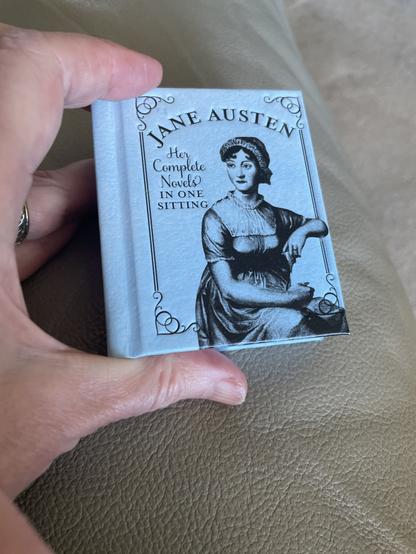 JANE AUSTEN
Her
Complete
Novels
IN ONE
SITTING